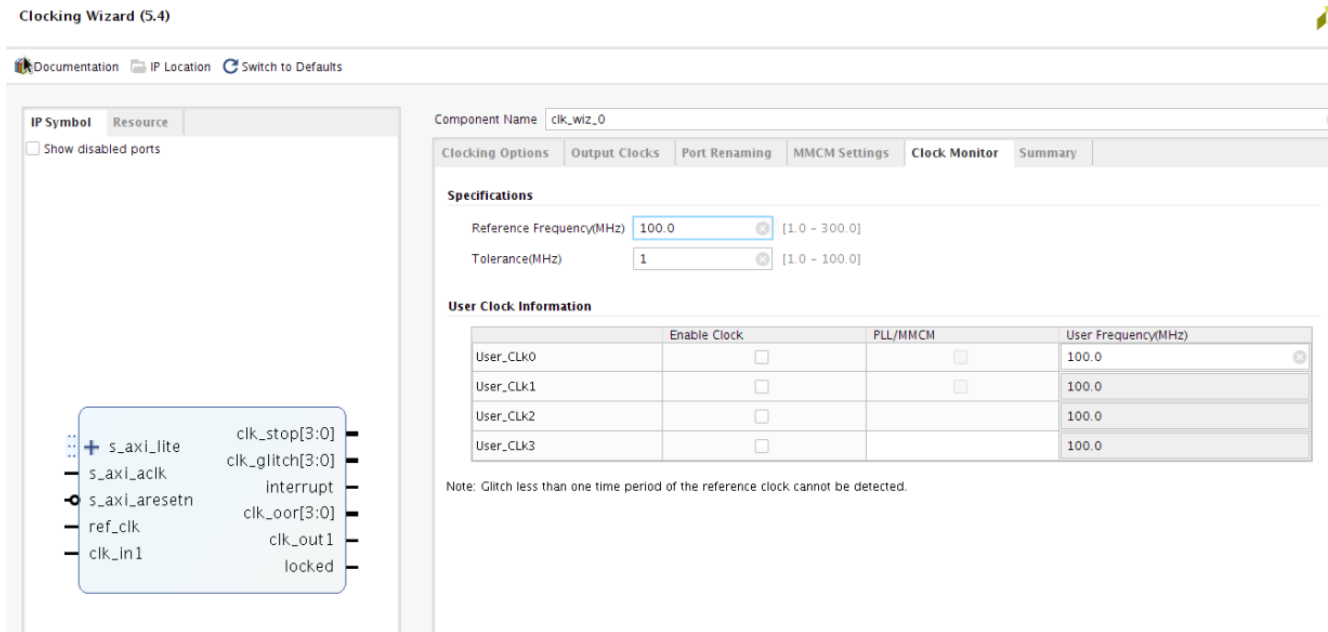 Clocking Wizard (5.4)
Documentation IP Location Switch to Defaults
IP Symbol Resource
Show disabled ports
s_axi_lite
s_axi_aclk
s_axi_aresetn
ref_clk
clk_in1
clk_stop[3:0]
clk_glitch[3:0]
interrupt
clk_oor[3:0]
clk_out1
locked
Component Name clk_wiz_0
Clocking Options Output Clocks Port Renaming MMCM Settings Clock Monitor Summary
Specifications
Reference Frequency(MHz) 100.0 [1.0 - 300.0]
Tolerance(MHz) 1 [1.0 - 100.0]
User Clock Information
Enable Clock PLL/MMCM User Frequency(MHz)
User_CLk0 100.0
User_CLk1 100.0
User_CLk2 100.0
User_CLk3 100.0
Note: Glitch less than one time period of the reference clock cannot be detected.